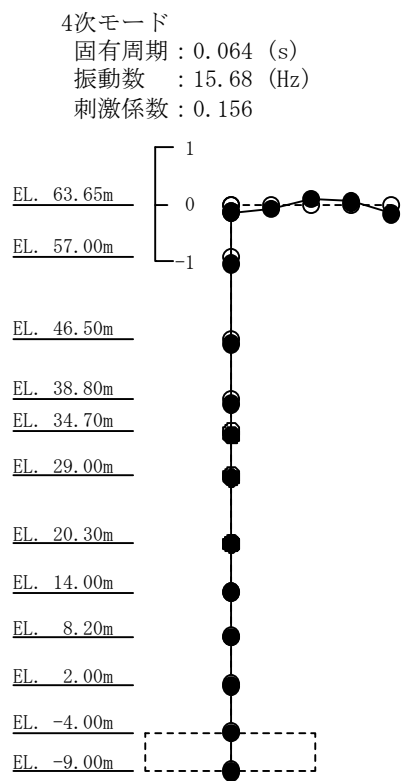 4次モード
固有周期：0.064 (s)
振動数　：15.68 (Hz)
刺激係数：0.156
1
EL. 63.65m
0
EL. 57.00m
-1
EL. 46.50m
EL. 38.80m
EL. 34.70m
EL. 29.00m
EL. 20.30m
EL. 14.00m
EL. 8.20m
EL. 2.00m
EL. -4.00m
EL. -9.00m